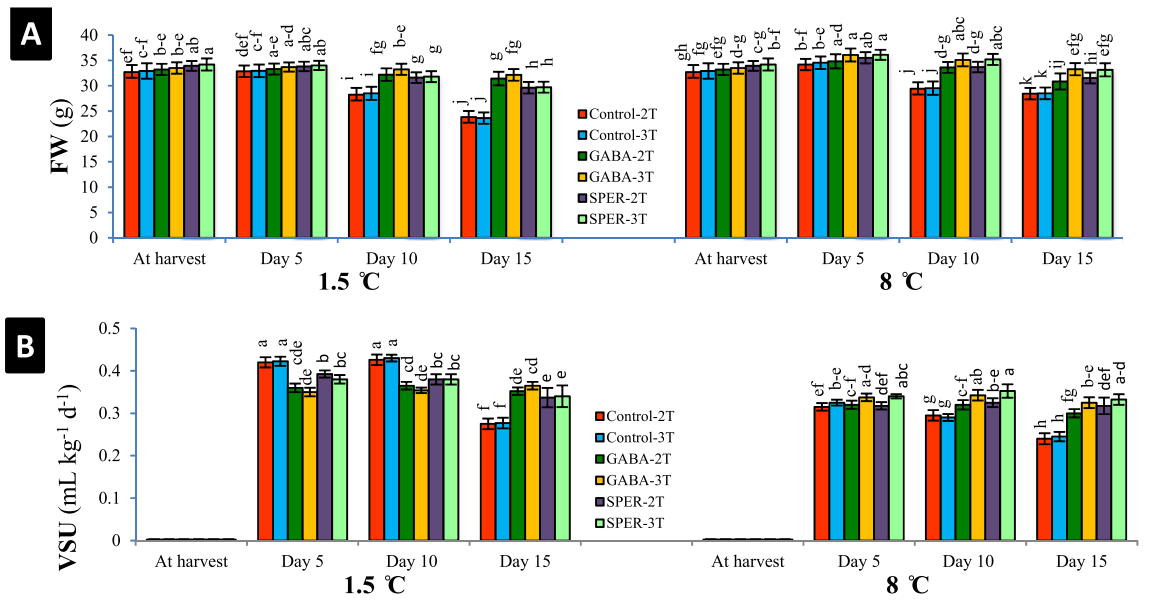 A
FW (g)
40
35
30
25
20
15
10
5
0
ef c-f b-e b-e ab a
def c-f a-e a-d abc ab
i i fg b-e g g
j j g fg h h
gh fg efg d-g c-g b-f
b-f b-e a-d a ab a
j j d-g abc d-g abc
k k ij efg hi efg
Control-2T
Control-3T
GABA-2T
GABA-3T
SPER-2T
SPER-3T
At harvest Day 5 Day 10 Day 15 At harvest Day 5 Day 10 Day 15
1.5 ℃ 8 ℃
B
VSU (mL kg⁻¹ d⁻¹)
0.5
0.4
0.3
0.2
0.1
0
a a cde de b bc
a a cd de bc bc
f f de cd e e
ef b-e c-f a-d def abc
g g c-f ab b-e a
h h fg b-e def a-d
Control-2T
Control-3T
GABA-2T
GABA-3T
SPER-2T
SPER-3T
At harvest Day 5 Day 10 Day 15 At harvest Day 5 Day 10 Day 15
1.5 ℃ 8 ℃